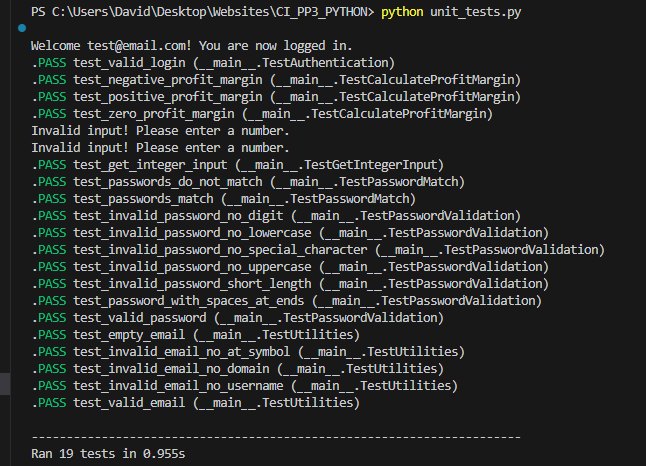 PS C:\Users\David\Desktop\Websites\CI_PP3_PYTHON> python unit_tests.py
Welcome test@email.com! You are now logged in.
.PASS test_valid_login (__main__.TestAuthentication)
.PASS test_negative_profit_margin (__main__.TestCalculateProfitMargin)
.PASS test_positive_profit_margin (__main__.TestCalculateProfitMargin)
.PASS test_zero_profit_margin (__main__.TestCalculateProfitMargin)
Invalid input! Please enter a number.
Invalid input! Please enter a number.
.PASS test_get_integer_input (__main__.TestGetIntegerInput)
.PASS test_passwords_do_not_match (__main__.TestPasswordMatch)
.PASS test_passwords_match (__main__.TestPasswordMatch)
.PASS test_invalid_password_no_digit (__main__.TestPasswordValidation)
.PASS test_invalid_password_no_lowercase (__main__.TestPasswordValidation)
.PASS test_invalid_password_no_special_character (__main__.TestPasswordValidation)
.PASS test_invalid_password_no_uppercase (__main__.TestPasswordValidation)
.PASS test_invalid_password_short_length (__main__.TestPasswordValidation)
.PASS test_password_with_spaces_at_ends (__main__.TestPasswordValidation)
.PASS test_valid_password (__main__.TestPasswordValidation)
.PASS test_empty_email (__main__.TestUtilities)
.PASS test_invalid_email_no_at_symbol (__main__.TestUtilities)
.PASS test_invalid_email_no_domain (__main__.TestUtilities)
.PASS test_invalid_email_no_username (__main__.TestUtilities)
.PASS test_valid_email (__main__.TestUtilities)
----------------------------------------------------------------------
Ran 19 tests in 0.955s